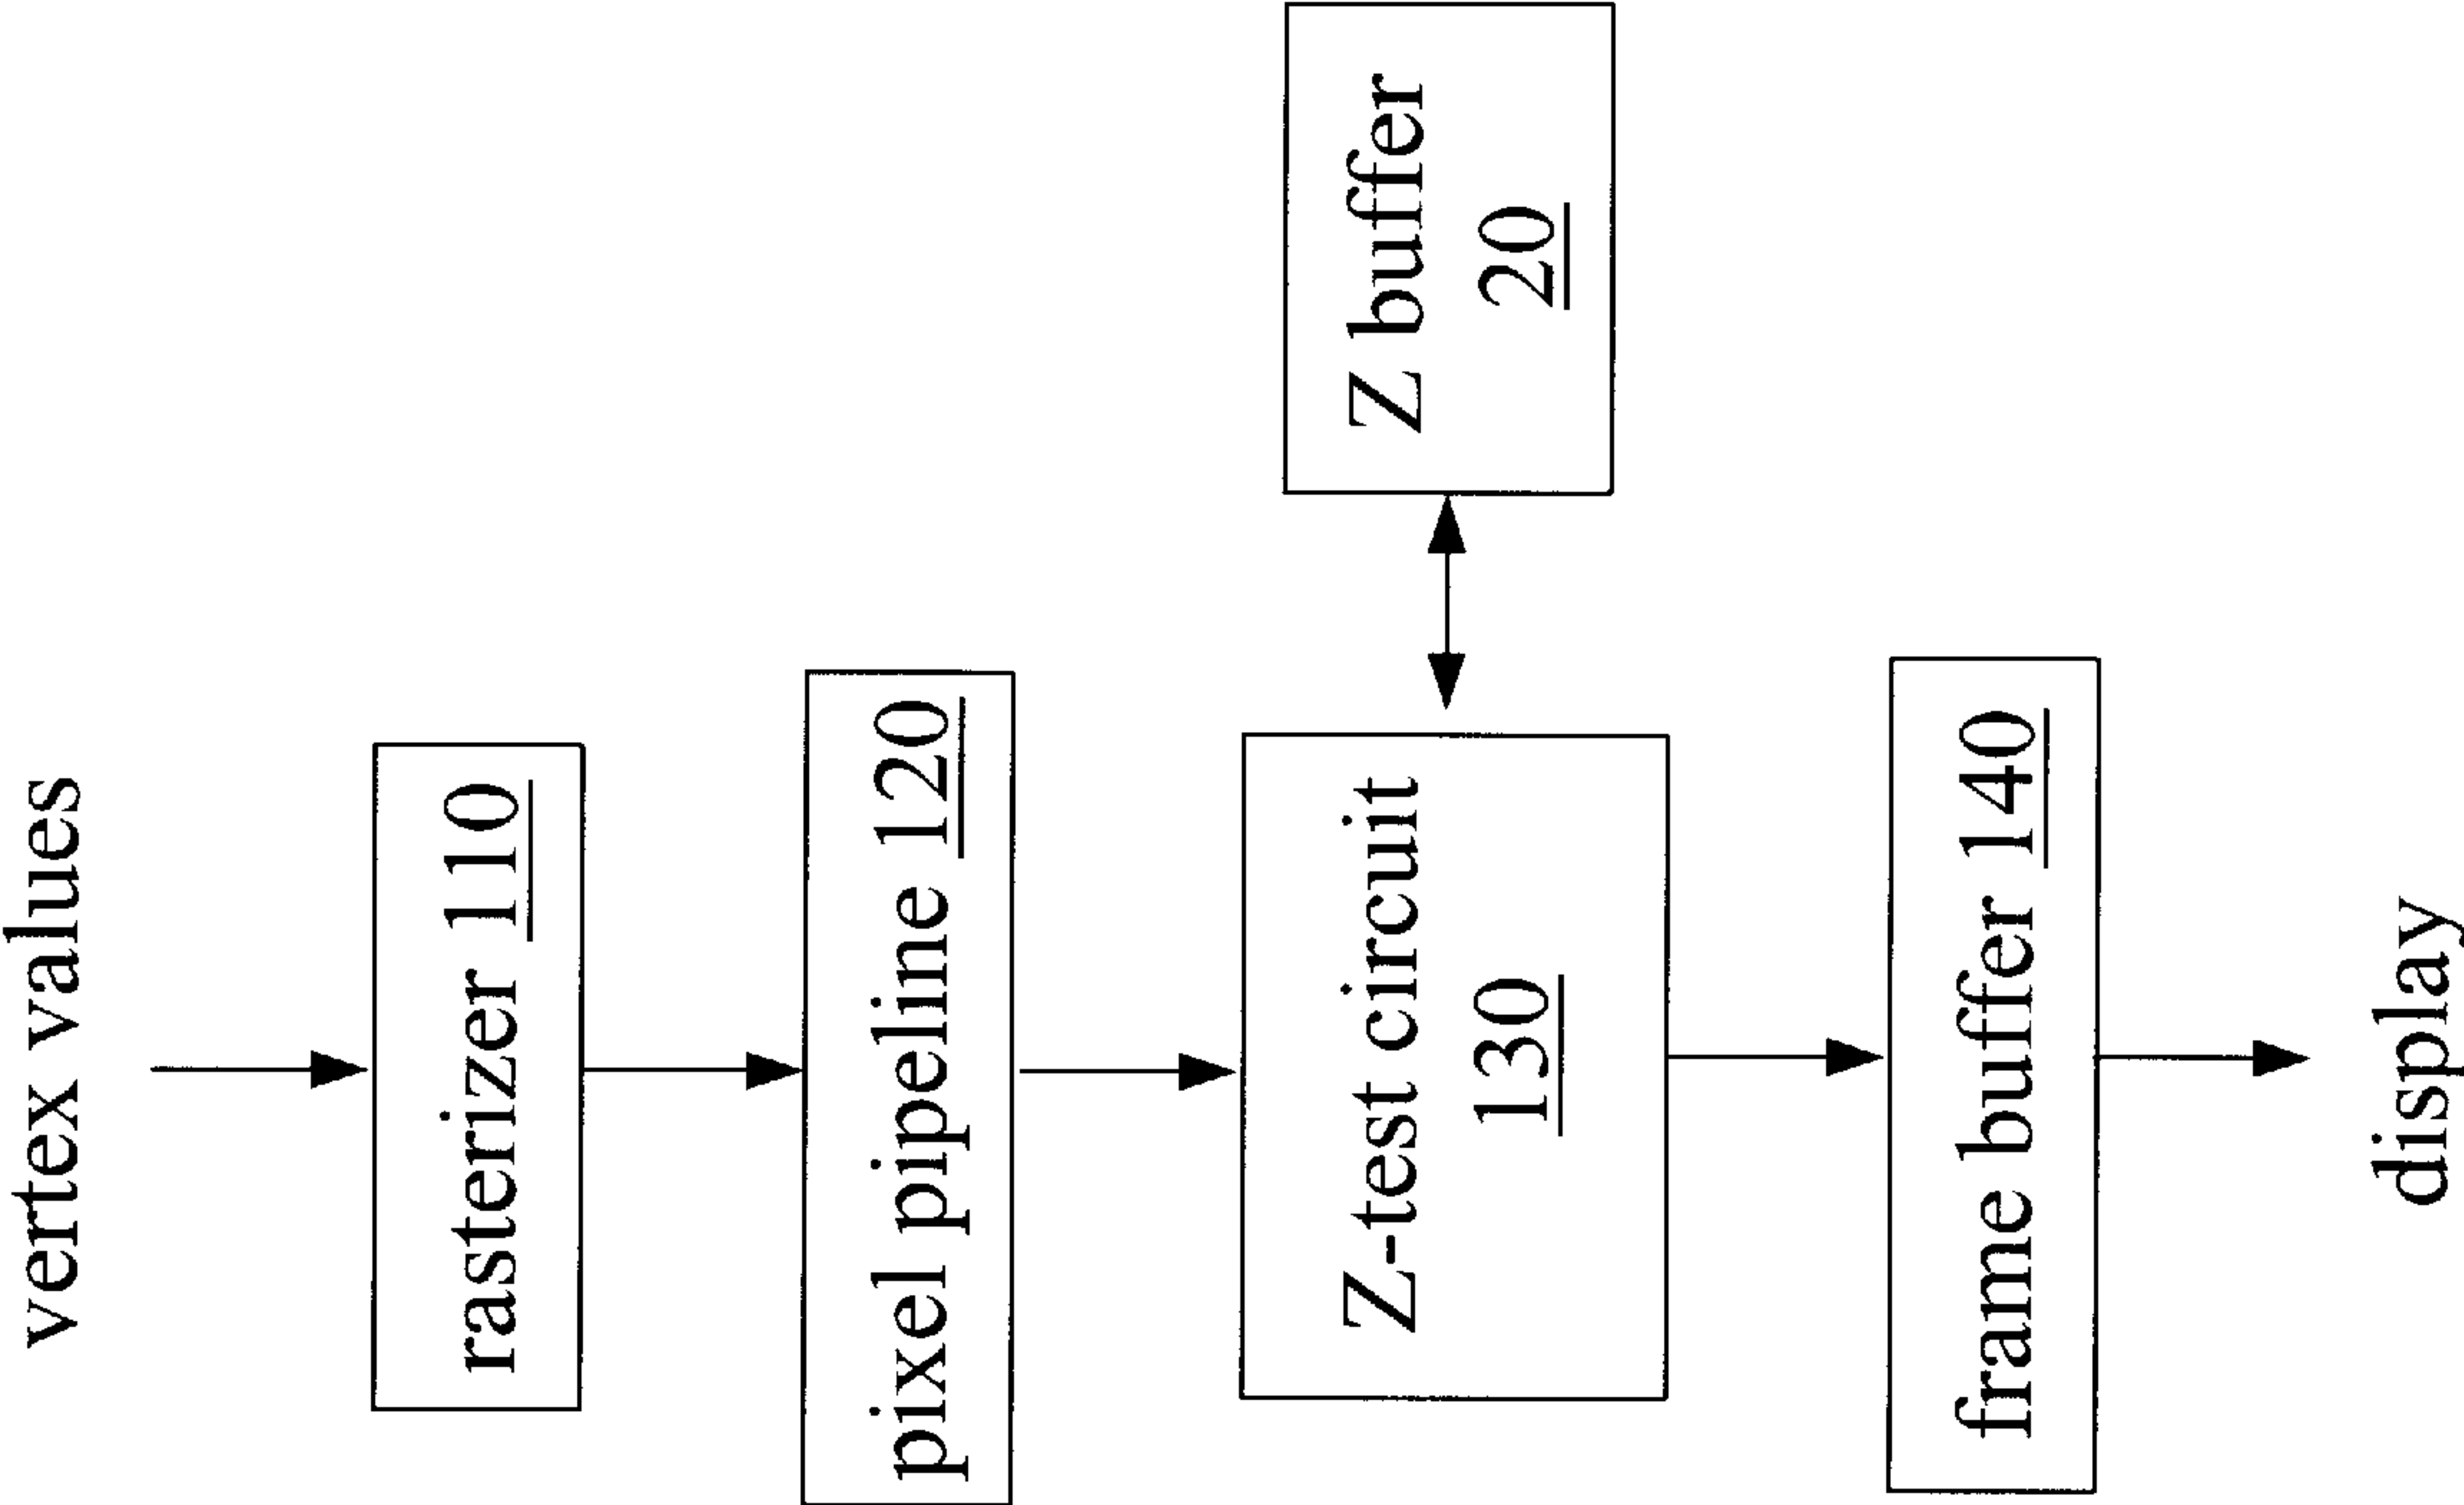 vertex values
rasterizer 110
pixel pipeline 120
Z-test circuit
130
Z buffer
20
frame buffer 140
display